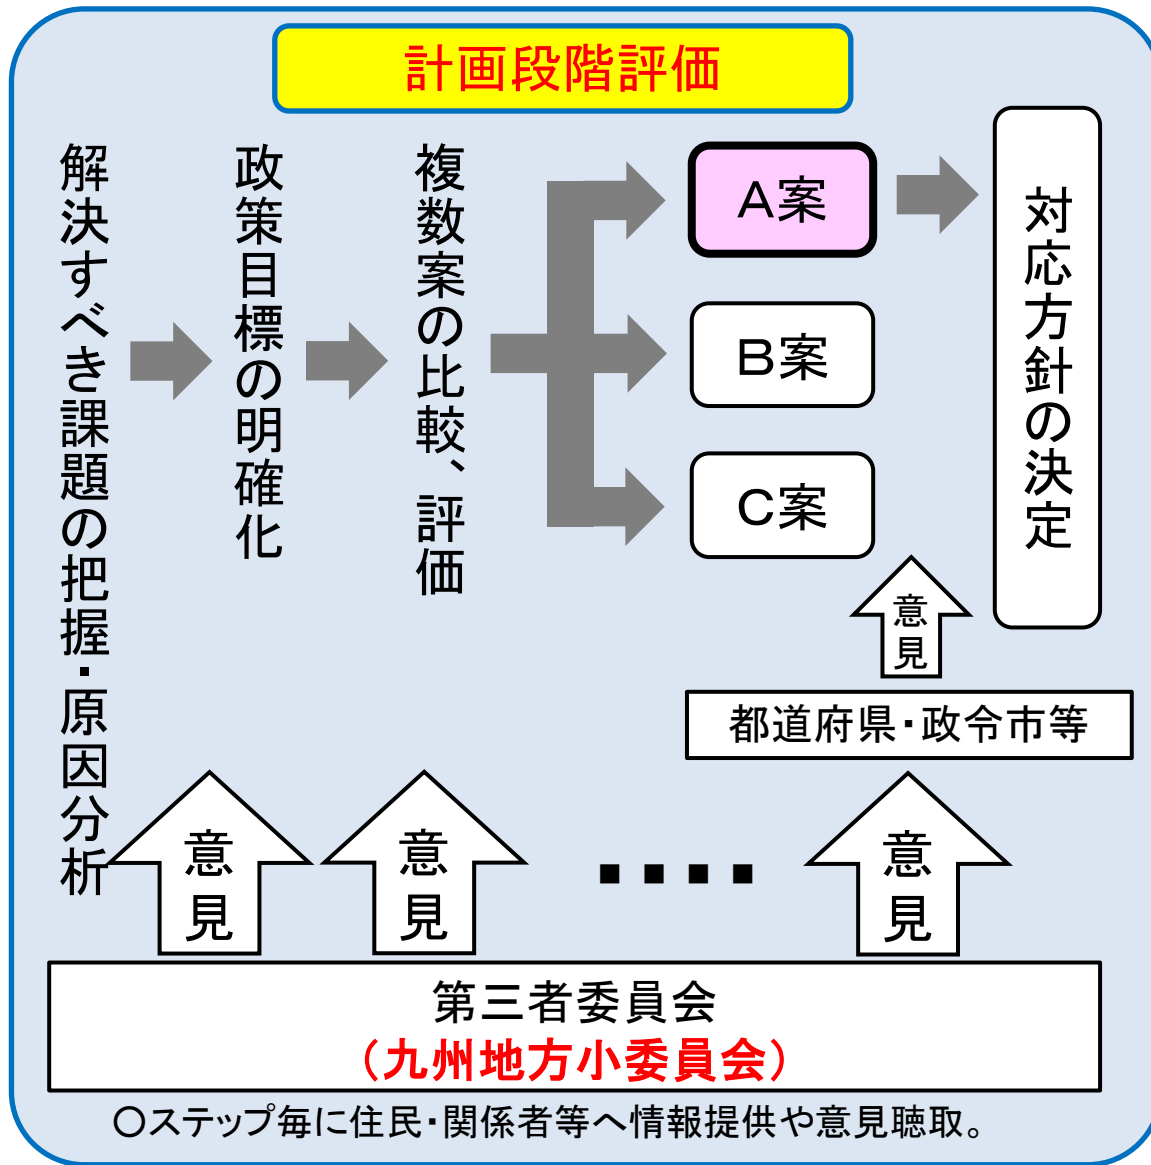 計画段階評価
解決すべき課題の把握・原因分析
政策目標の明確化
複数案の比較、評価
A案
B案
C案
対応方針の決定
意見
都道府県・政令市等
意見
意見
・・・・
意見
第三者委員会
（九州地方小委員会）
○ステップ毎に住民・関係者等へ情報提供や意見聴取。